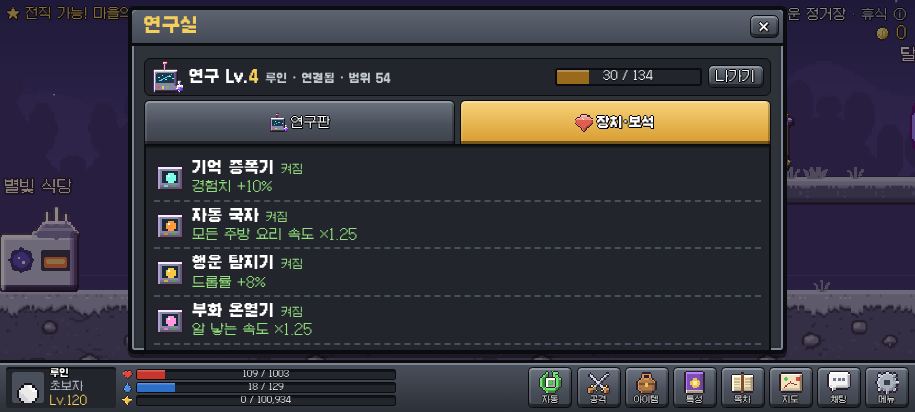 ★ 전직 가능! 마을의
연구실
운 정거장 · 휴식 ⓘ
0
달
연구 Lv.4 루인 · 연결됨 · 범위 54
30 / 134
나가기
연구판
장치·보석
기억 증폭기 켜짐
경험치 +10%
자동 국자 켜짐
모든 주방 요리 속도 ×1.25
행운 탐지기 켜짐
드롭률 +8%
부화 온열기 켜짐
알 낳는 속도 ×1.25
별빛 식당
루인
초보자
Lv.120
109 / 1003
18 / 129
0 / 100,934
자동
공격
아이템
특성
목차
지도
채팅
메뉴